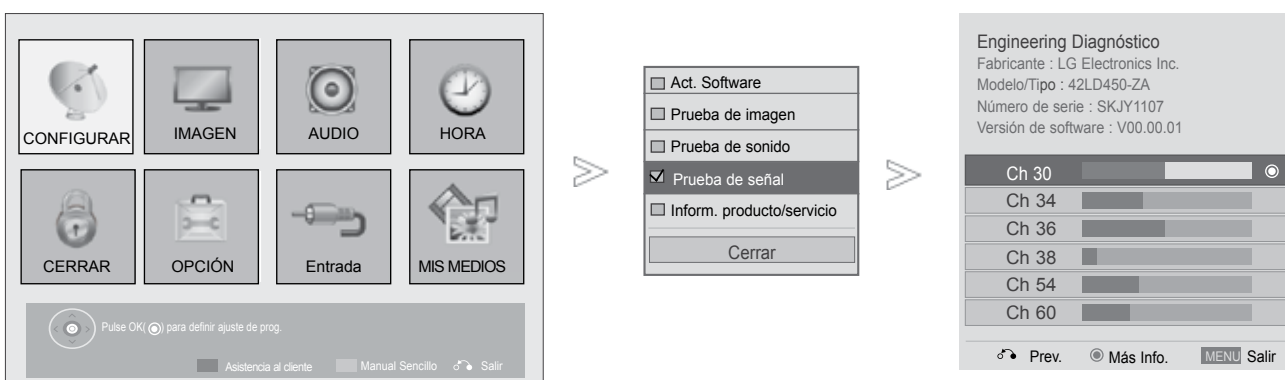 CONFIGURAR
IMAGEN
AUDIO
HORA
CERRAR
OPCIÓN
Entrada
MIS MEDIOS
Pulse OK( ) para definir ajuste de prog.
Asistencia al cliente
Manual Sencillo
Salir
Act. Software
Prueba de imagen
Prueba de sonido
Prueba de señal
Inform. producto/servicio
Cerrar
Engineering Diagnóstico
Fabricante : LG Electronics Inc.
Modelo/Tipo : 42LD450-ZA
Número de serie : SKJY1107
Versión de software : V00.00.01
Ch 30
Ch 34
Ch 36
Ch 38
Ch 54
Ch 60
Prev.
Más Info.
MENU Salir